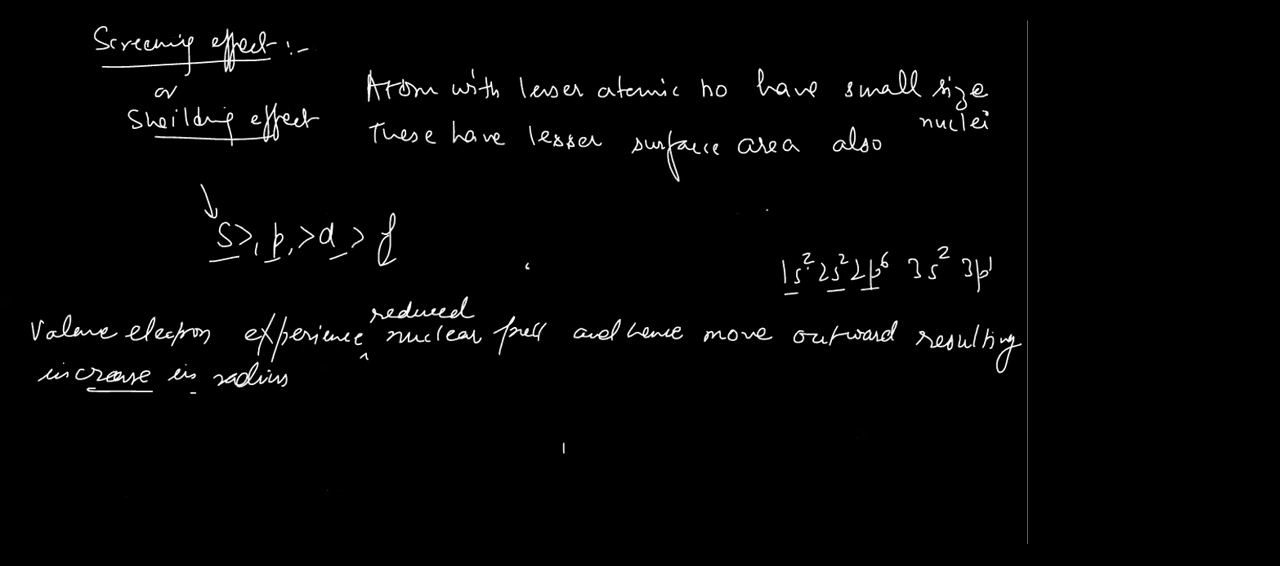 Screening effect :-
or
Sheilding effect
Atom with lesser atomic no have small size
nuclei
These have lesser surface area also
s > p > d > f
1s² 2s² 2p⁶ 3s² 3p¹
reduced
Valence electron experience ^ nuclear pull and hence move outward resulting
increase in radius